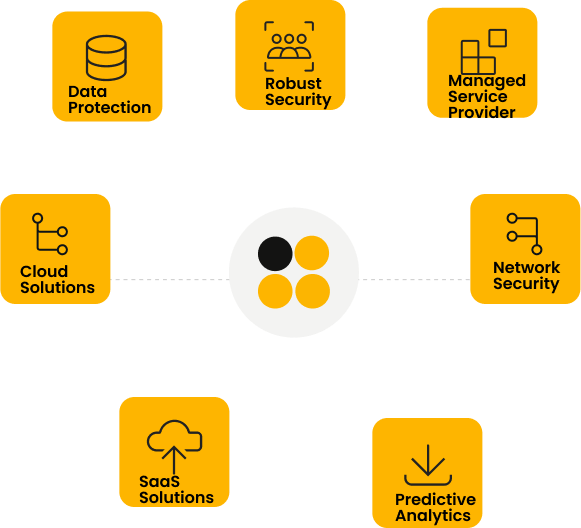 Data
Protection
Robust
Security
Managed
Service
Provider
Cloud
Solutions
Network
Security
SaaS
Solutions
Predictive
Analytics